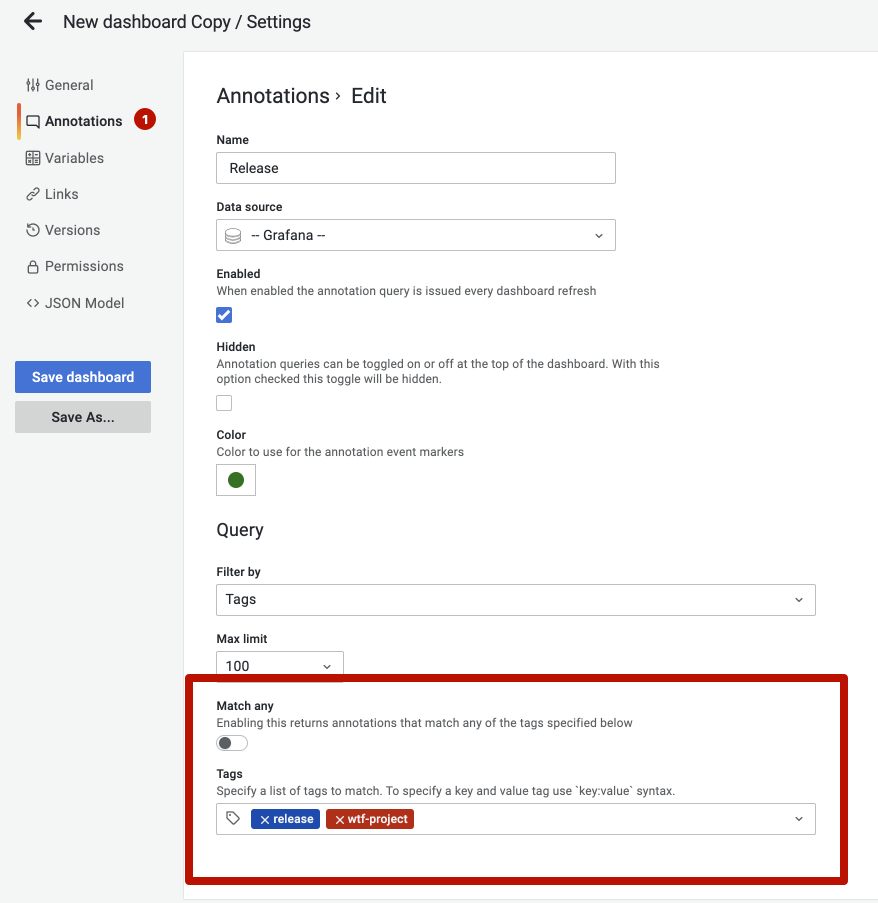 New dashboard Copy / Settings
General
Annotations 1
Variables
Links
Versions
Permissions
JSON Model
Save dashboard
Save As...
Annotations › Edit
Name
Release
Data source
-- Grafana --
Enabled
When enabled the annotation query is issued every dashboard refresh
Hidden
Annotation queries can be toggled on or off at the top of the dashboard. With this
option checked this toggle will be hidden.
Color
Color to use for the annotation event markers
Query
Filter by
Tags
Max limit
100
Match any
Enabling this returns annotations that match any of the tags specified below
Tags
Specify a list of tags to match. To specify a key and value tag use `key:value` syntax.
release wtf-project